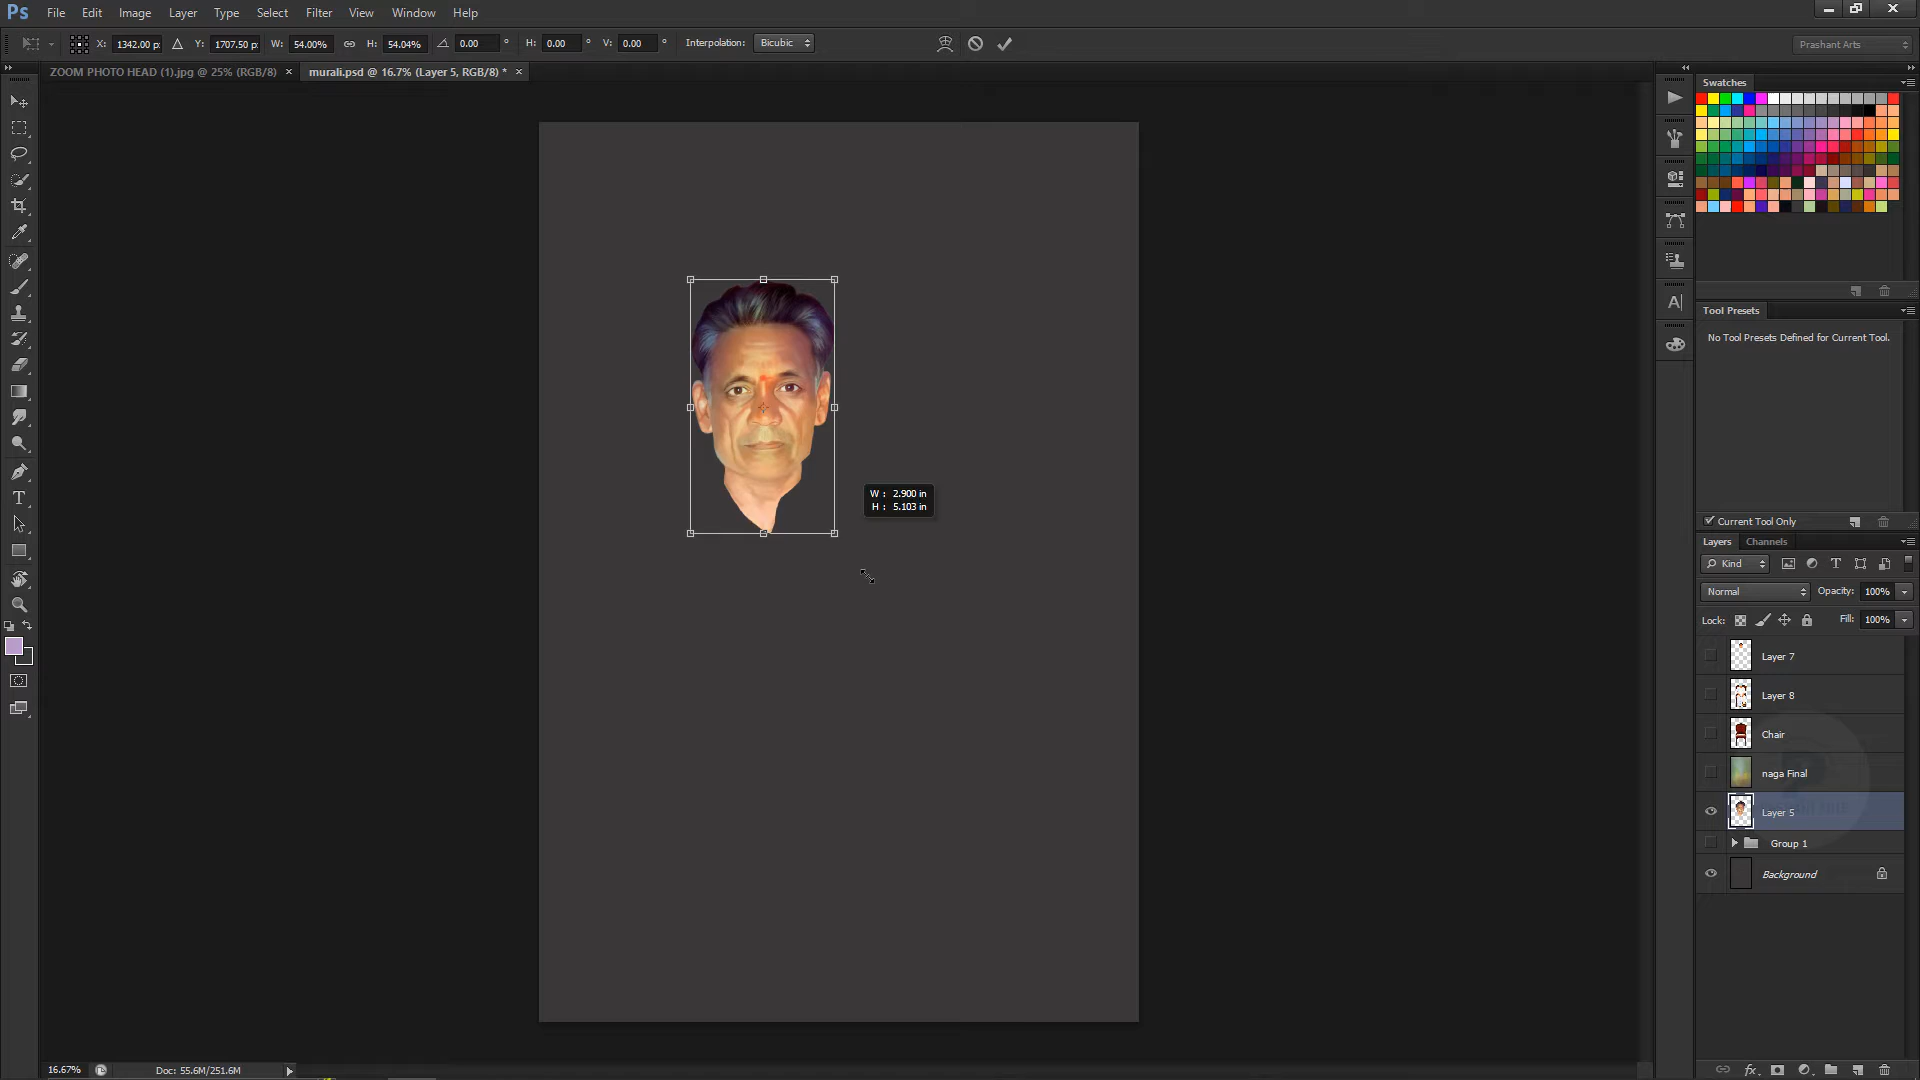 Ps File Edit Image Layer Type Select Filter View Window Help
X: 1342.00 p: Y: 1707.50 p: W: 54.00% H: 54.04% 0.00 ° H: 0.00 ° V: 0.00 ° Interpolation: Bicubic Prashant Arts
ZOOM PHOTO HEAD (1).jpg @ 25% (RGB/8) × murali.psd @ 16.7% (Layer 5, RGB/8) * ×
Swatches
Tool Presets
No Tool Presets Defined for Current Tool.
W : 2.900 in
H : 5.103 in
Current Tool Only
Layers Channels
Kind
Normal Opacity: 100%
Lock: Fill: 100%
Layer 7
Layer 8
Chair
naga Final
Layer 5
Group 1
Background
16.67% Doc: 55.6M/251.6M